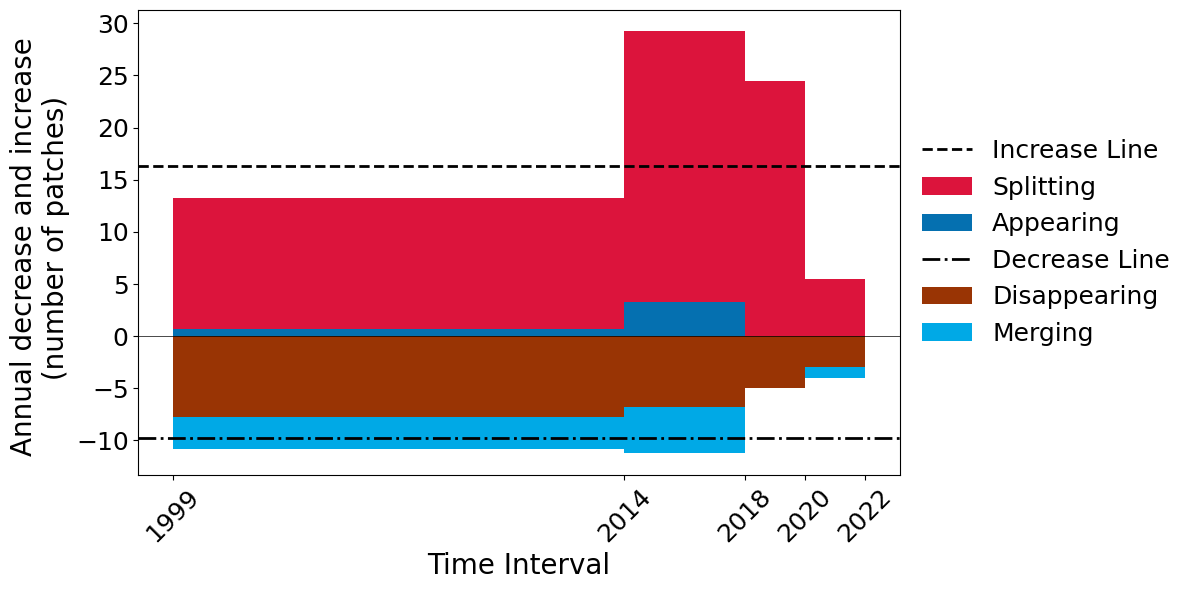 Annual decrease and increase
(number of patches)
30
25
20
15
10
5
0
−5
−10
1999
2014
2018
2020
2022
Time Interval
Increase Line
Splitting
Appearing
Decrease Line
Disappearing
Merging